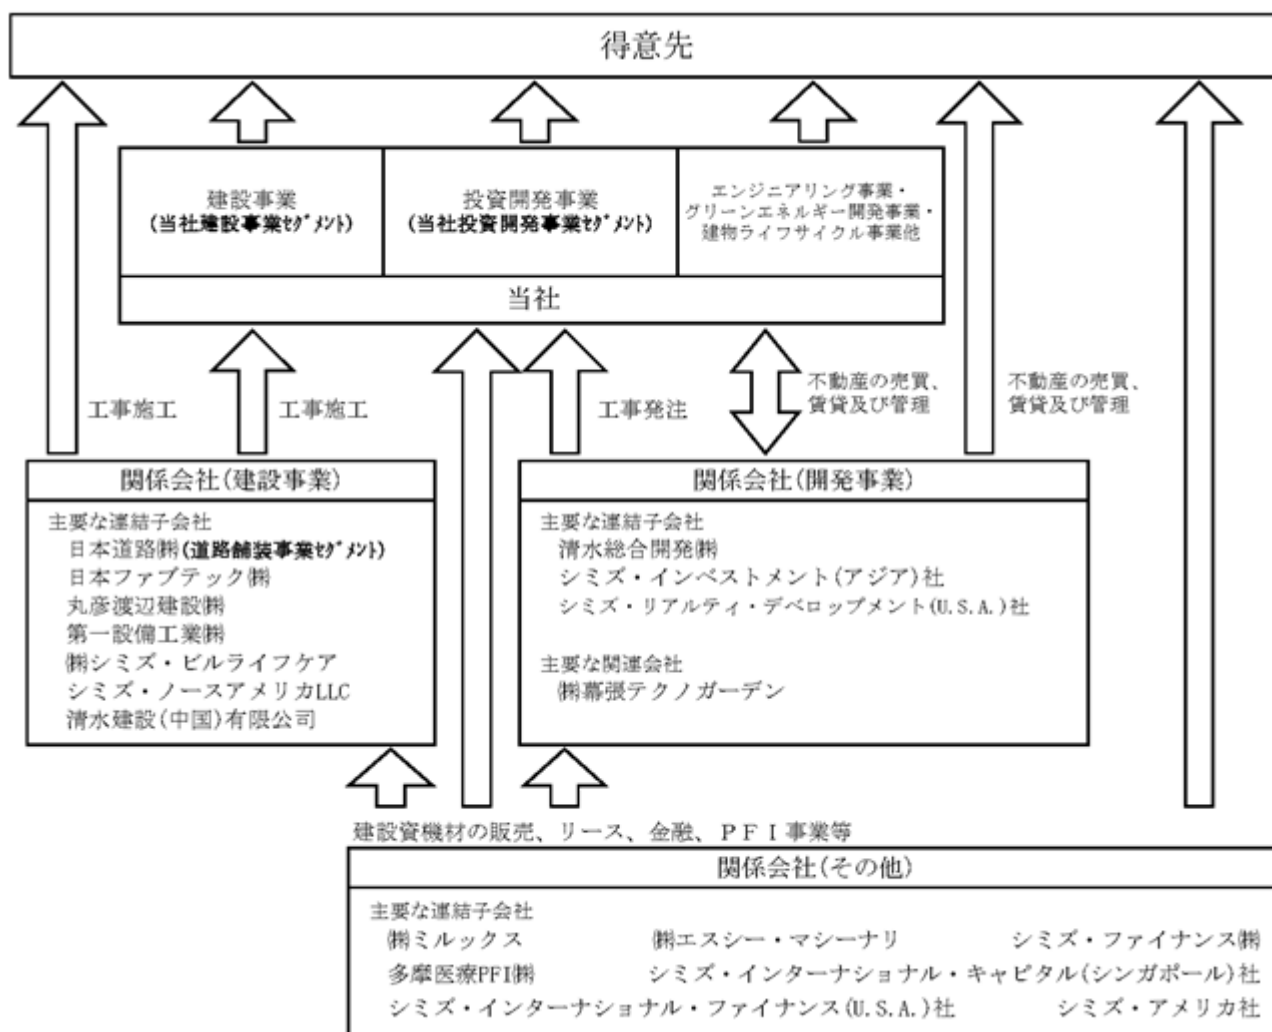 得意先
建設事業
(当社建設事業ｾｸﾞﾒﾝﾄ)
投資開発事業
(当社投資開発事業ｾｸﾞﾒﾝﾄ)
エンジニアリング事業・
グリーンエネルギー開発事業・
建物ライフサイクル事業他
当社
工事施工
工事施工
工事発注
不動産の売買、
賃貸及び管理
不動産の売買、
賃貸及び管理
関係会社(建設事業)
主要な連結子会社
日本道路㈱(道路舗装事業ｾｸﾞﾒﾝﾄ)
日本ファブテック㈱
丸彦渡辺建設㈱
第一設備工業㈱
㈱シミズ・ビルライフケア
シミズ・ノースアメリカLLC
清水建設(中国)有限公司
関係会社(開発事業)
主要な連結子会社
清水総合開発㈱
シミズ・インベストメント(アジア)社
シミズ・リアルティ・デベロップメント(U.S.A.)社
主要な関連会社
㈱幕張テクノガーデン
建設資機材の販売、リース、金融、ＰＦＩ事業等
関係会社(その他)
主要な連結子会社
㈱ミルックス ㈱エスシー・マシーナリ シミズ・ファイナンス㈱
多摩医療PFI㈱ シミズ・インターナショナル・キャピタル(シンガポール)社
シミズ・インターナショナル・ファイナンス(U.S.A.)社 シミズ・アメリカ社